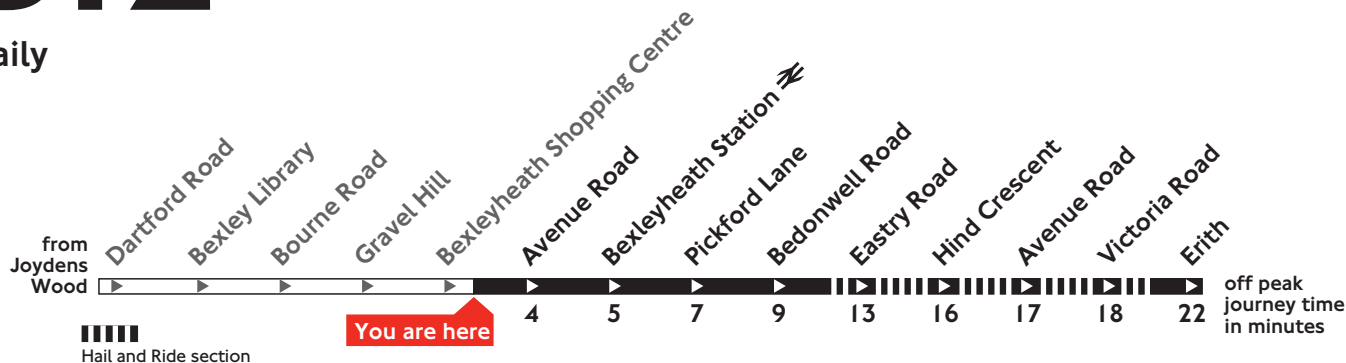 aily
from
Joydens
Wood
Dartford Road
Bexley Library
Bourne Road
Gravel Hill
Bexleyheath Shopping Centre
Avenue Road
Bexleyheath Station
Pickford Lane
Bedonwell Road
Eastry Road
Hind Crescent
Avenue Road
Victoria Road
Erith
You are here
4 5 7 9 13 16 17 18 22
off peak
journey time
in minutes
Hail and Ride section